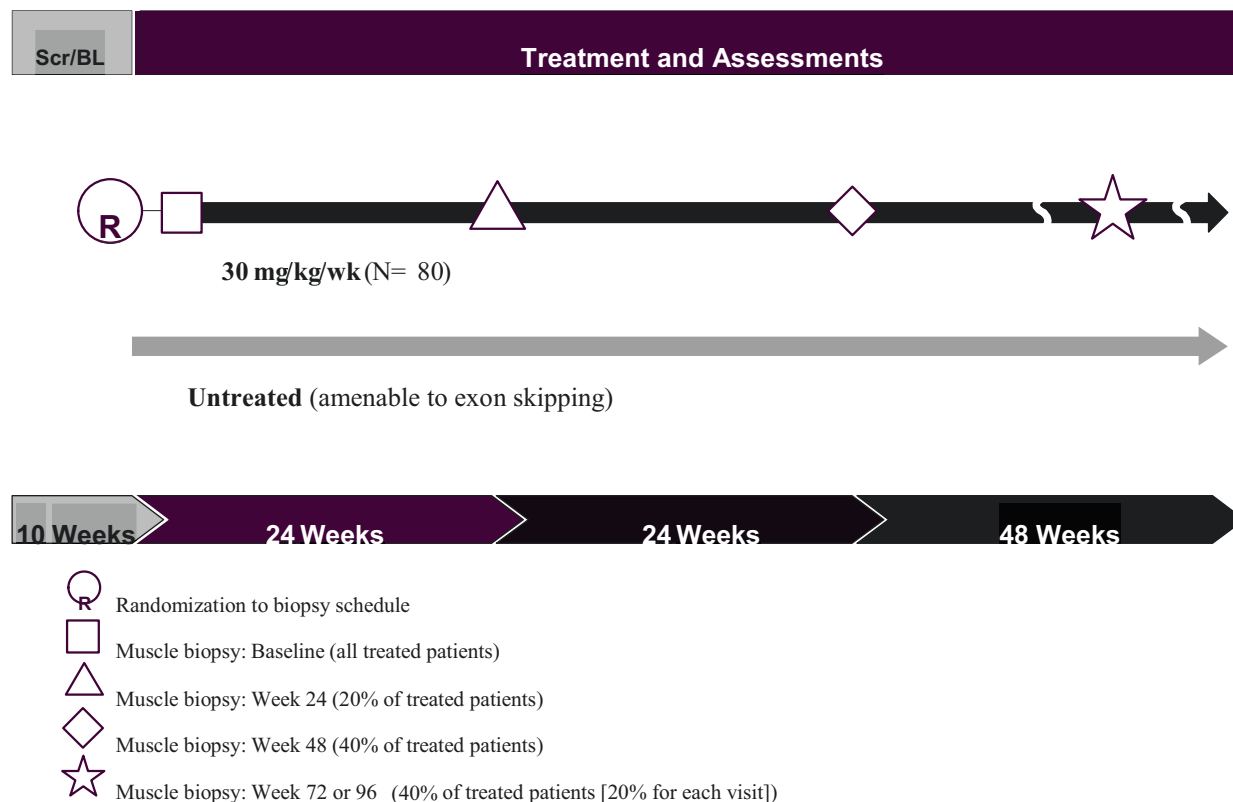 Scr/BL
Treatment and Assessments
R
30 mg/kg/wk (N= 80)
Untreated (amenable to exon skipping)
10 Weeks
24 Weeks
24 Weeks
48 Weeks
R
Randomization to biopsy schedule
Muscle biopsy: Baseline (all treated patients)
Muscle biopsy: Week 24 (20% of treated patients)
Muscle biopsy: Week 48 (40% of treated patients)
Muscle biopsy: Week 72 or 96 (40% of treated patients [20% for each visit])